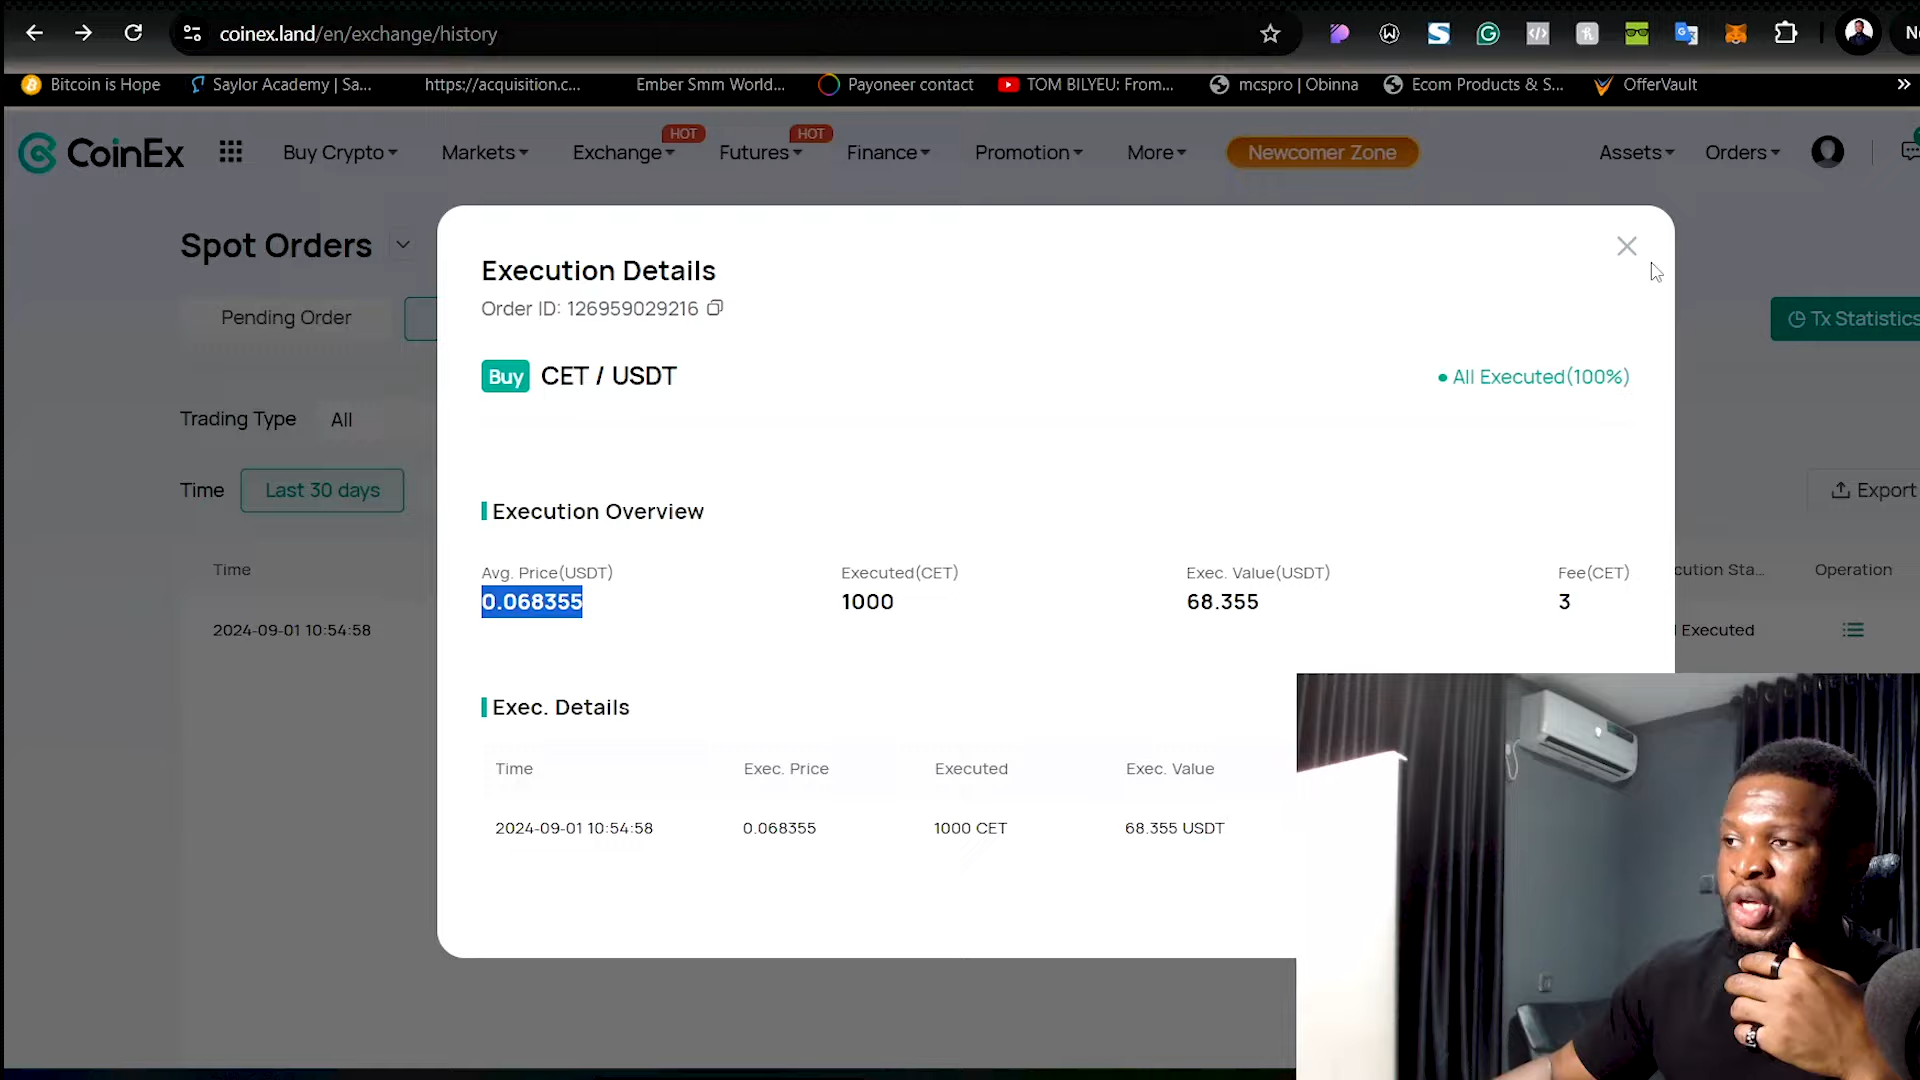 coinex.land/en/exchange/history
Bitcoin is Hope
Saylor Academy | Sa...
https://acquisition.c...
Ember Smm World...
Payoneer contact
TOM BILYEU: From...
mcspro | Obinna
Ecom Products & S...
OfferVault
CoinEx
Buy Crypto
Markets
Exchange
HOT
Futures
HOT
Finance
Promotion
More
Newcomer Zone
Assets
Orders
Spot Orders
Pending Order
Tx Statistics
Trading Type All
Time Last 30 days
Export
Time
cution Sta...
Operation
2024-09-01 10:54:58
Executed
Execution Details
Order ID: 126959029216
Buy CET / USDT
All Executed(100%)
Execution Overview
Avg. Price(USDT) Executed(CET) Exec. Value(USDT) Fee(CET)
0.068355 1000 68.355 3
Exec. Details
Time Exec. Price Executed Exec. Value
2024-09-01 10:54:58 0.068355 1000 CET 68.355 USDT